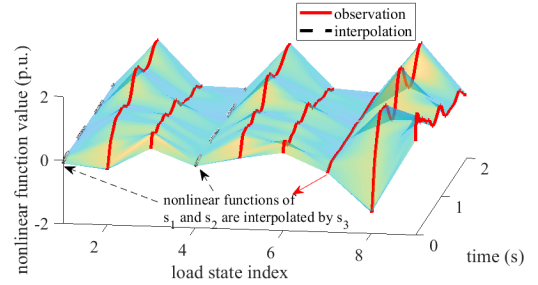 observation
interpolation
nonlinear function value (p.u.)
2
0
-2
nonlinear functions of
s1 and s2 are interpolated by s3
2
4
6
8
load state index
0
1
2
time (s)